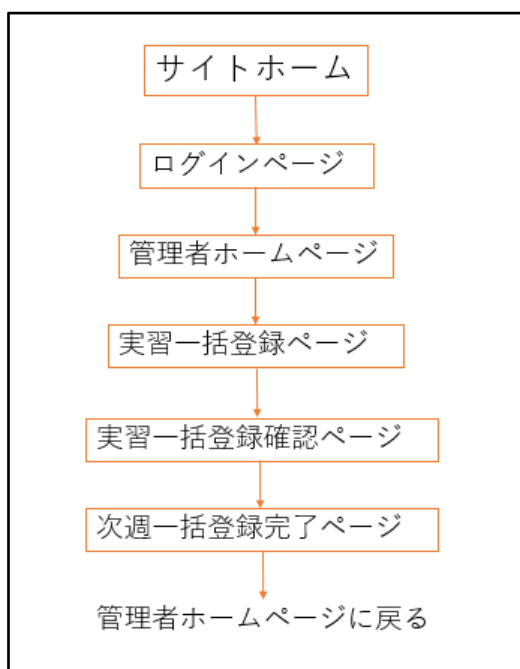 サイトホーム
ログインページ
管理者ホームページ
実習一括登録ページ
実習一括登録確認ページ
次週一括登録完了ページ
管理者ホームページに戻る